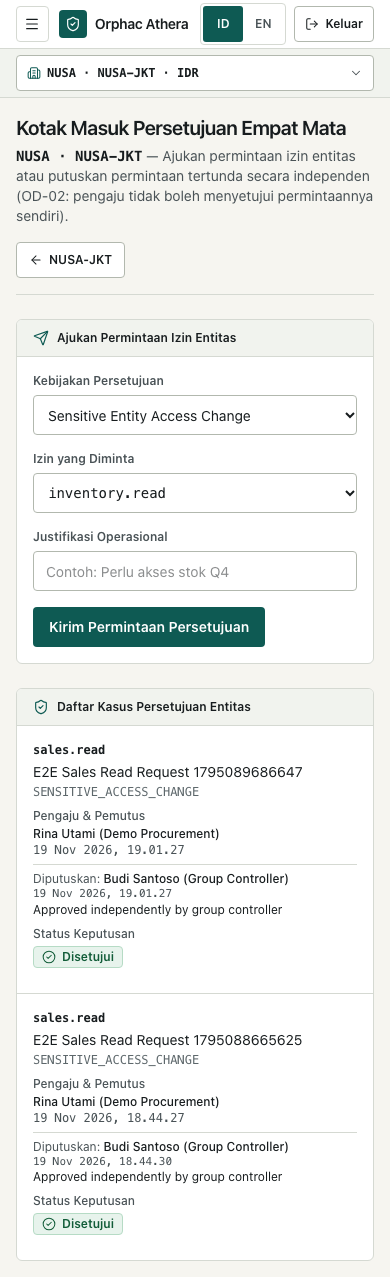 Orphac Athera
ID
EN
Keluar
NUSA · NUSA-JKT · IDR
Kotak Masuk Persetujuan Empat Mata
NUSA · NUSA-JKT — Ajukan permintaan izin entitas
atau putuskan permintaan tertunda secara independen
(OD-02: pengaju tidak boleh menyetujui permintaannya
sendiri).
← NUSA-JKT
Ajukan Permintaan Izin Entitas
Kebijakan Persetujuan
Sensitive Entity Access Change
Izin yang Diminta
inventory.read
Justifikasi Operasional
Contoh: Perlu akses stok Q4
Kirim Permintaan Persetujuan
Daftar Kasus Persetujuan Entitas
sales.read
E2E Sales Read Request 1795089686647
SENSITIVE_ACCESS_CHANGE
Pengaju & Pemutus
Rina Utami (Demo Procurement)
19 Nov 2026, 19.01.27
Diputuskan: Budi Santoso (Group Controller)
19 Nov 2026, 19.01.27
Approved independently by group controller
Status Keputusan
Disetujui
sales.read
E2E Sales Read Request 1795088665625
SENSITIVE_ACCESS_CHANGE
Pengaju & Pemutus
Rina Utami (Demo Procurement)
19 Nov 2026, 18.44.27
Diputuskan: Budi Santoso (Group Controller)
19 Nov 2026, 18.44.30
Approved independently by group controller
Status Keputusan
Disetujui